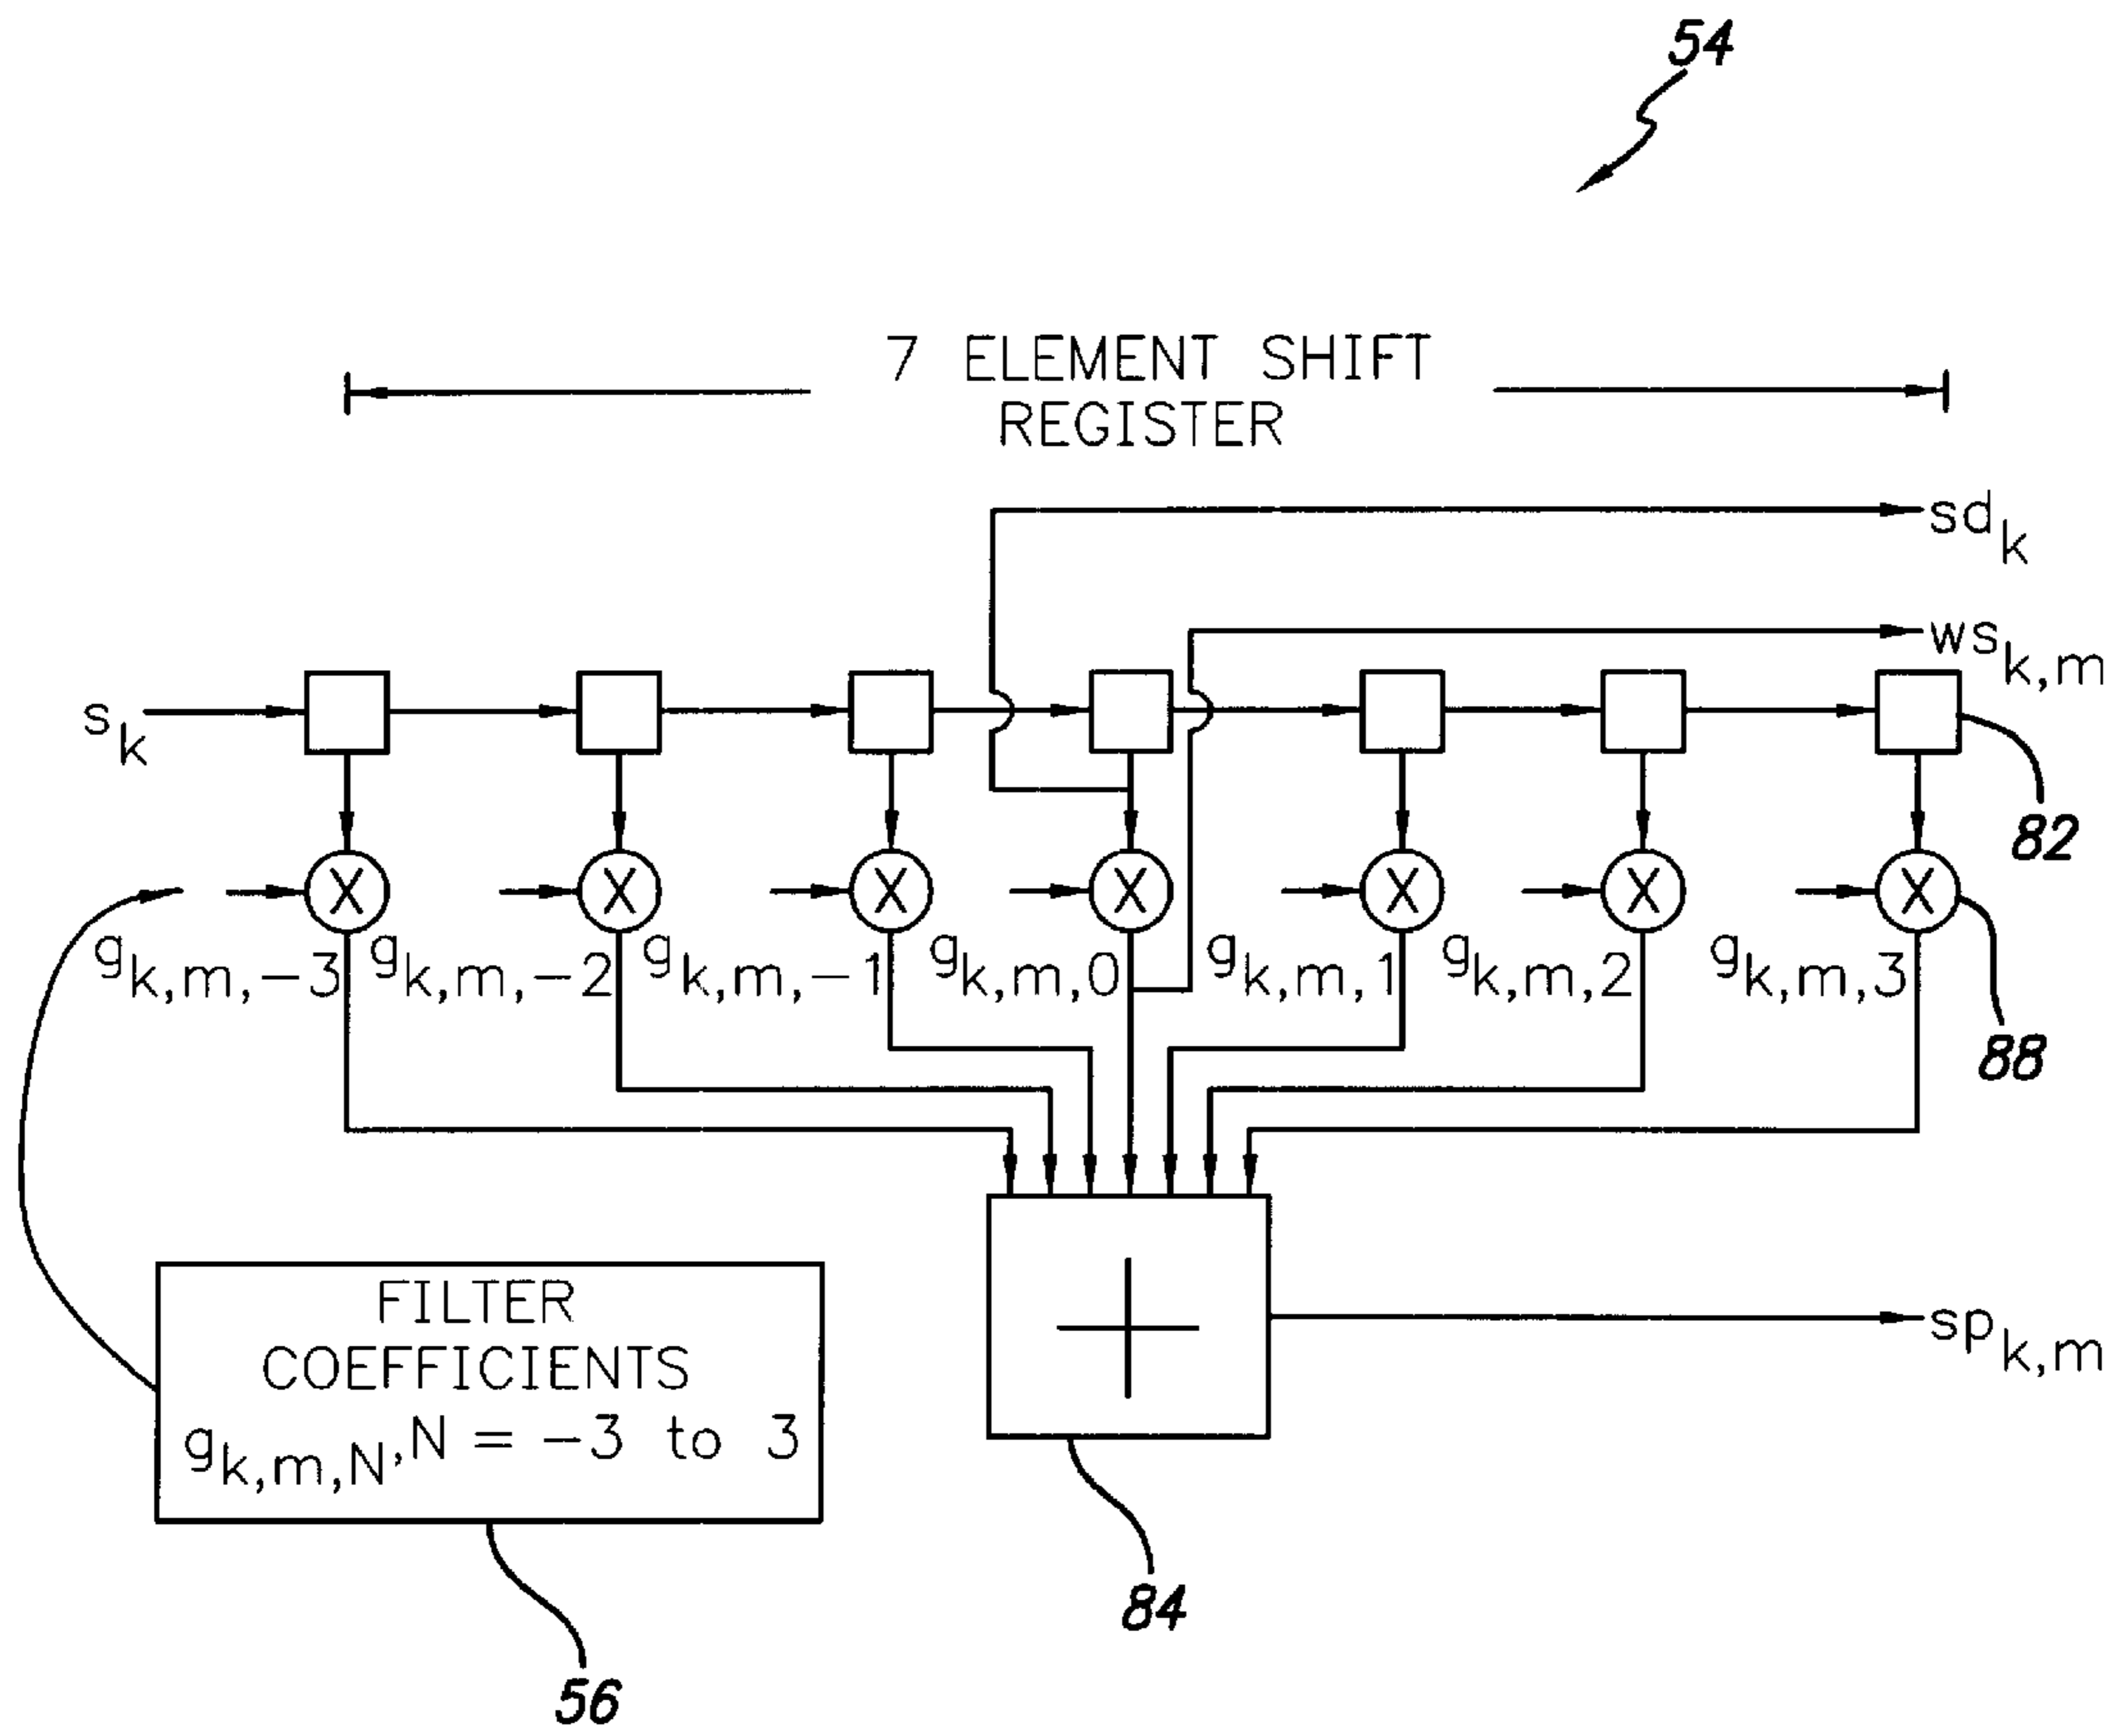 54
7 ELEMENT SHIFT
REGISTER
sd_k
ws_k,m
s_k
82
X X X X X X X
g_k,m,-3 g_k,m,-2 g_k,m,-1 g_k,m,0 g_k,m,1 g_k,m,2 g_k,m,3
88
+
FILTER
COEFFICIENTS
g_k,m,N, N = -3 to 3
sp_k,m
84
56